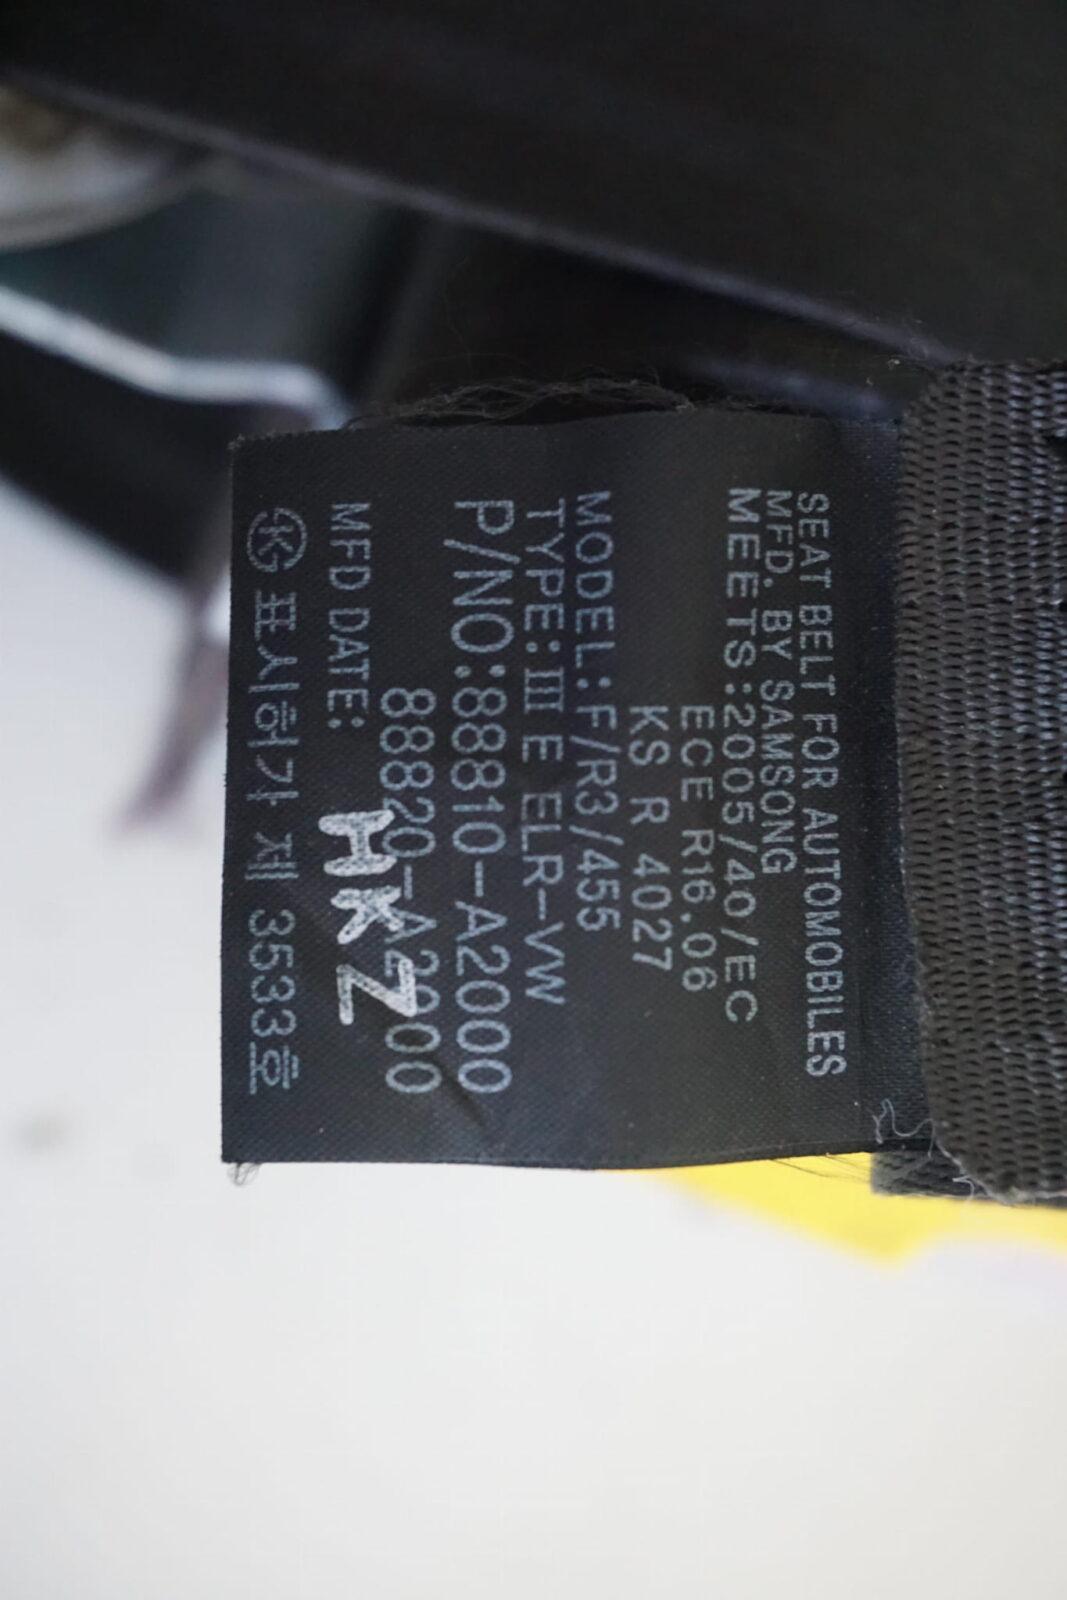 SEAT BELT FOR AUTOMOBILES
MFD. BY SAMSONG
MEETS:2005/40/EC
ECE R16.06
KS R 4027
MODEL:F/R3/455
TYPE:Ⅲ E ELR-VW
P/NO:88810-A2000
88820-A2000
MFD DATE: HKZ
㉿ 표시허가 제 3533호